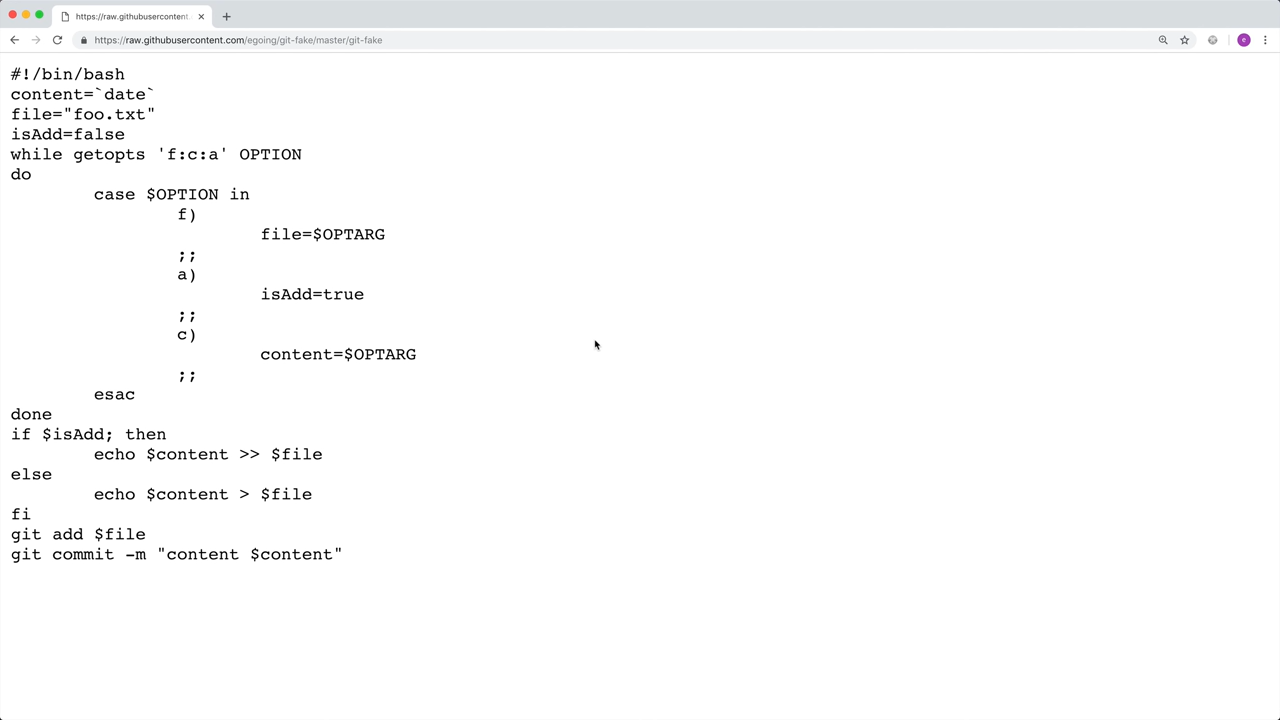 https://raw.githubusercontent.
https://raw.githubusercontent.com/egoing/git-fake/master/git-fake
e
#!/bin/bash
content=`date`
file="foo.txt"
isAdd=false
while getopts 'f:c:a' OPTION
do
        case $OPTION in
                f)
                        file=$OPTARG
                ;;
                a)
                        isAdd=true
                ;;
                c)
                        content=$OPTARG
                ;;
        esac
done
if $isAdd; then
        echo $content >> $file
else
        echo $content > $file
fi
git add $file
git commit -m "content $content"